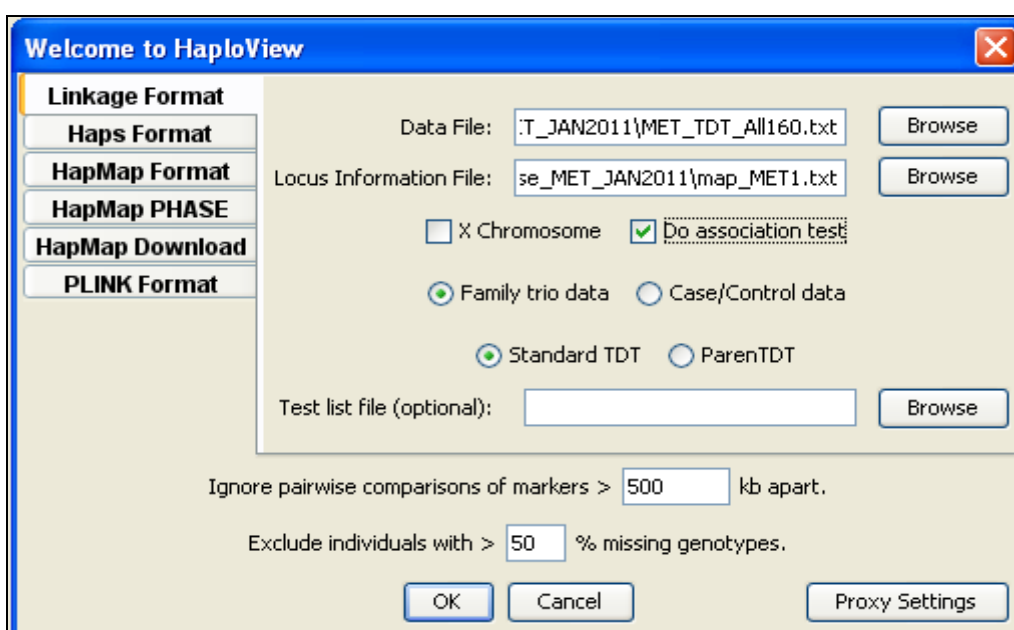 Welcome to HaploView
Linkage Format
Haps Format
HapMap Format
HapMap PHASE
HapMap Download
PLINK Format
Data File: :T_JAN2011\MET_TDT_All160.txt Browse
Locus Information File: se_MET_JAN2011\map_MET1.txt Browse
X Chromosome Do association test
Family trio data Case/Control data
Standard TDT ParenTDT
Test list file (optional): Browse
Ignore pairwise comparisons of markers > 500 kb apart.
Exclude individuals with > 50 % missing genotypes.
OK Cancel Proxy Settings